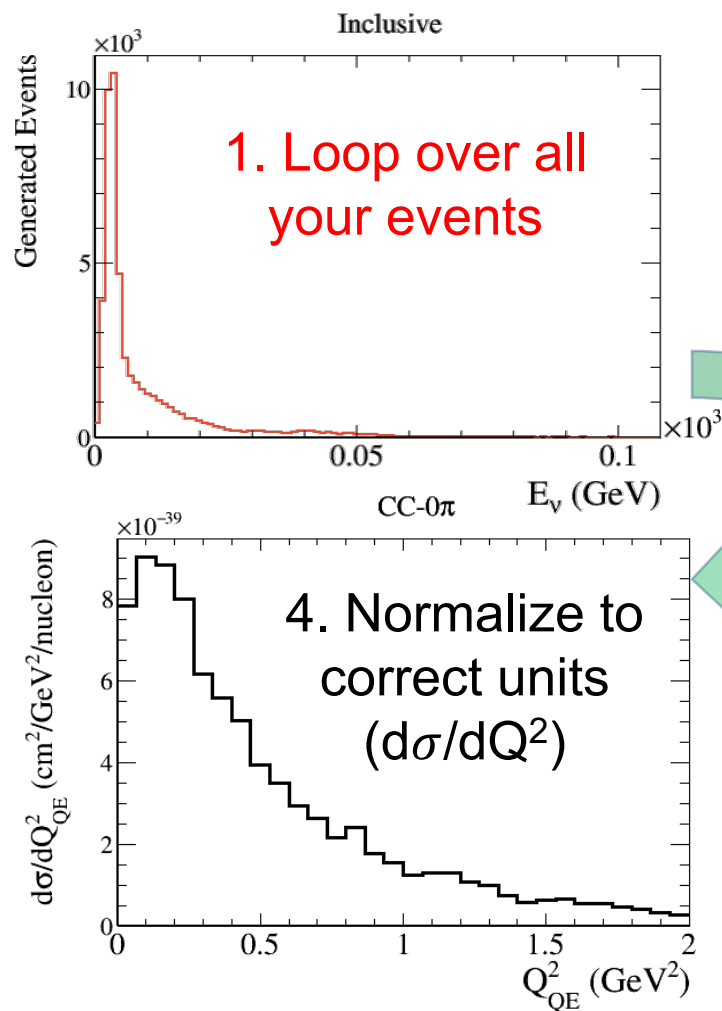 Inclusive
×10³
Generated Events
10
5
0
1. Loop over all
your events
0 0.05 0.1
×10³
E_ν (GeV)
CC-0π
×10⁻³⁹
dσ/dQ²_QE (cm²/GeV²/nucleon)
8
6
4
2
0
4. Normalize to
correct units
(dσ/dQ²)
0 0.5 1 1.5 2
Q²_QE (GeV²)